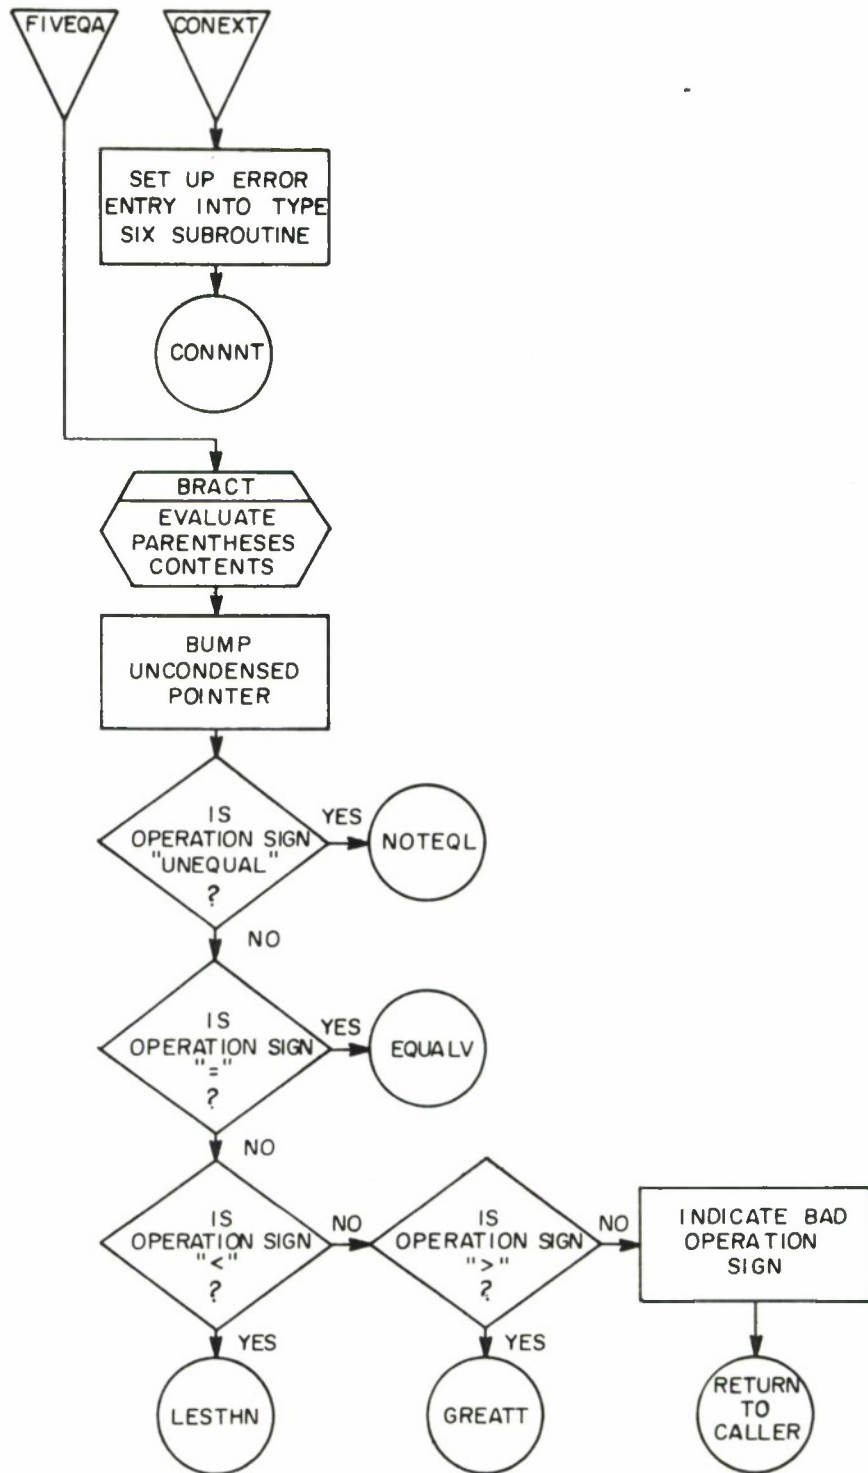 FIVEQA
CONEXT
SET UP ERROR
ENTRY INTO TYPE
SIX SUBROUTINE
CONNNT
BRACT
EVALUATE
PARENTHESES
CONTENTS
BUMP
UNCONDENSED
POINTER
IS
OPERATION SIGN
"UNEQUAL"
?
YES
NOTEQL
NO
IS
OPERATION SIGN
"="
?
YES
EQUALV
NO
IS
OPERATION SIGN
"<"
?
NO
IS
OPERATION SIGN
">"
?
NO
INDICATE BAD
OPERATION
SIGN
YES
LESTHN
YES
GREATT
RETURN
TO
CALLER